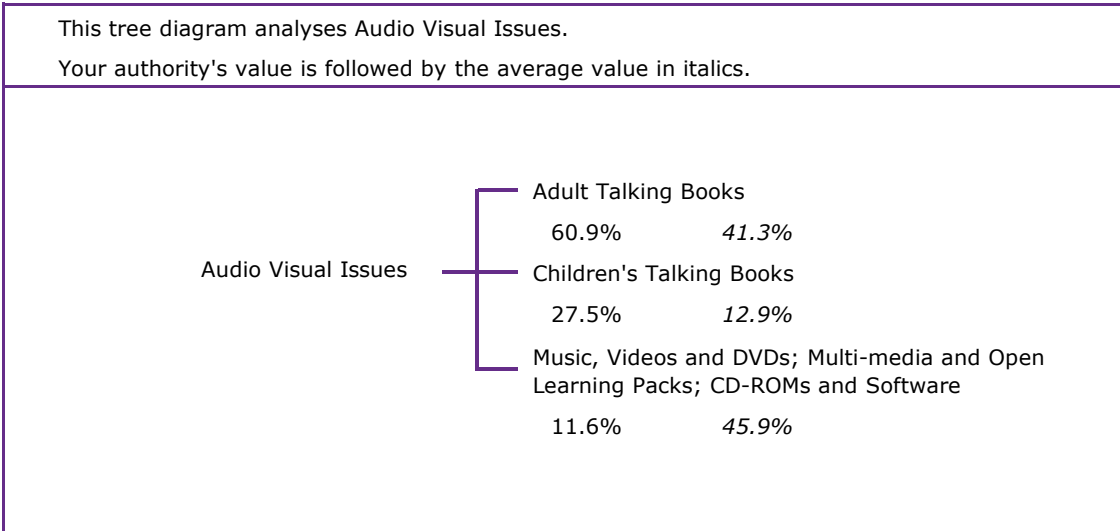 This tree diagram analyses Audio Visual Issues.
Your authority's value is followed by the average value in italics.
Adult Talking Books
60.9% 41.3%
Audio Visual Issues
Children's Talking Books
27.5% 12.9%
Music, Videos and DVDs; Multi-media and Open
Learning Packs; CD-ROMs and Software
11.6% 45.9%